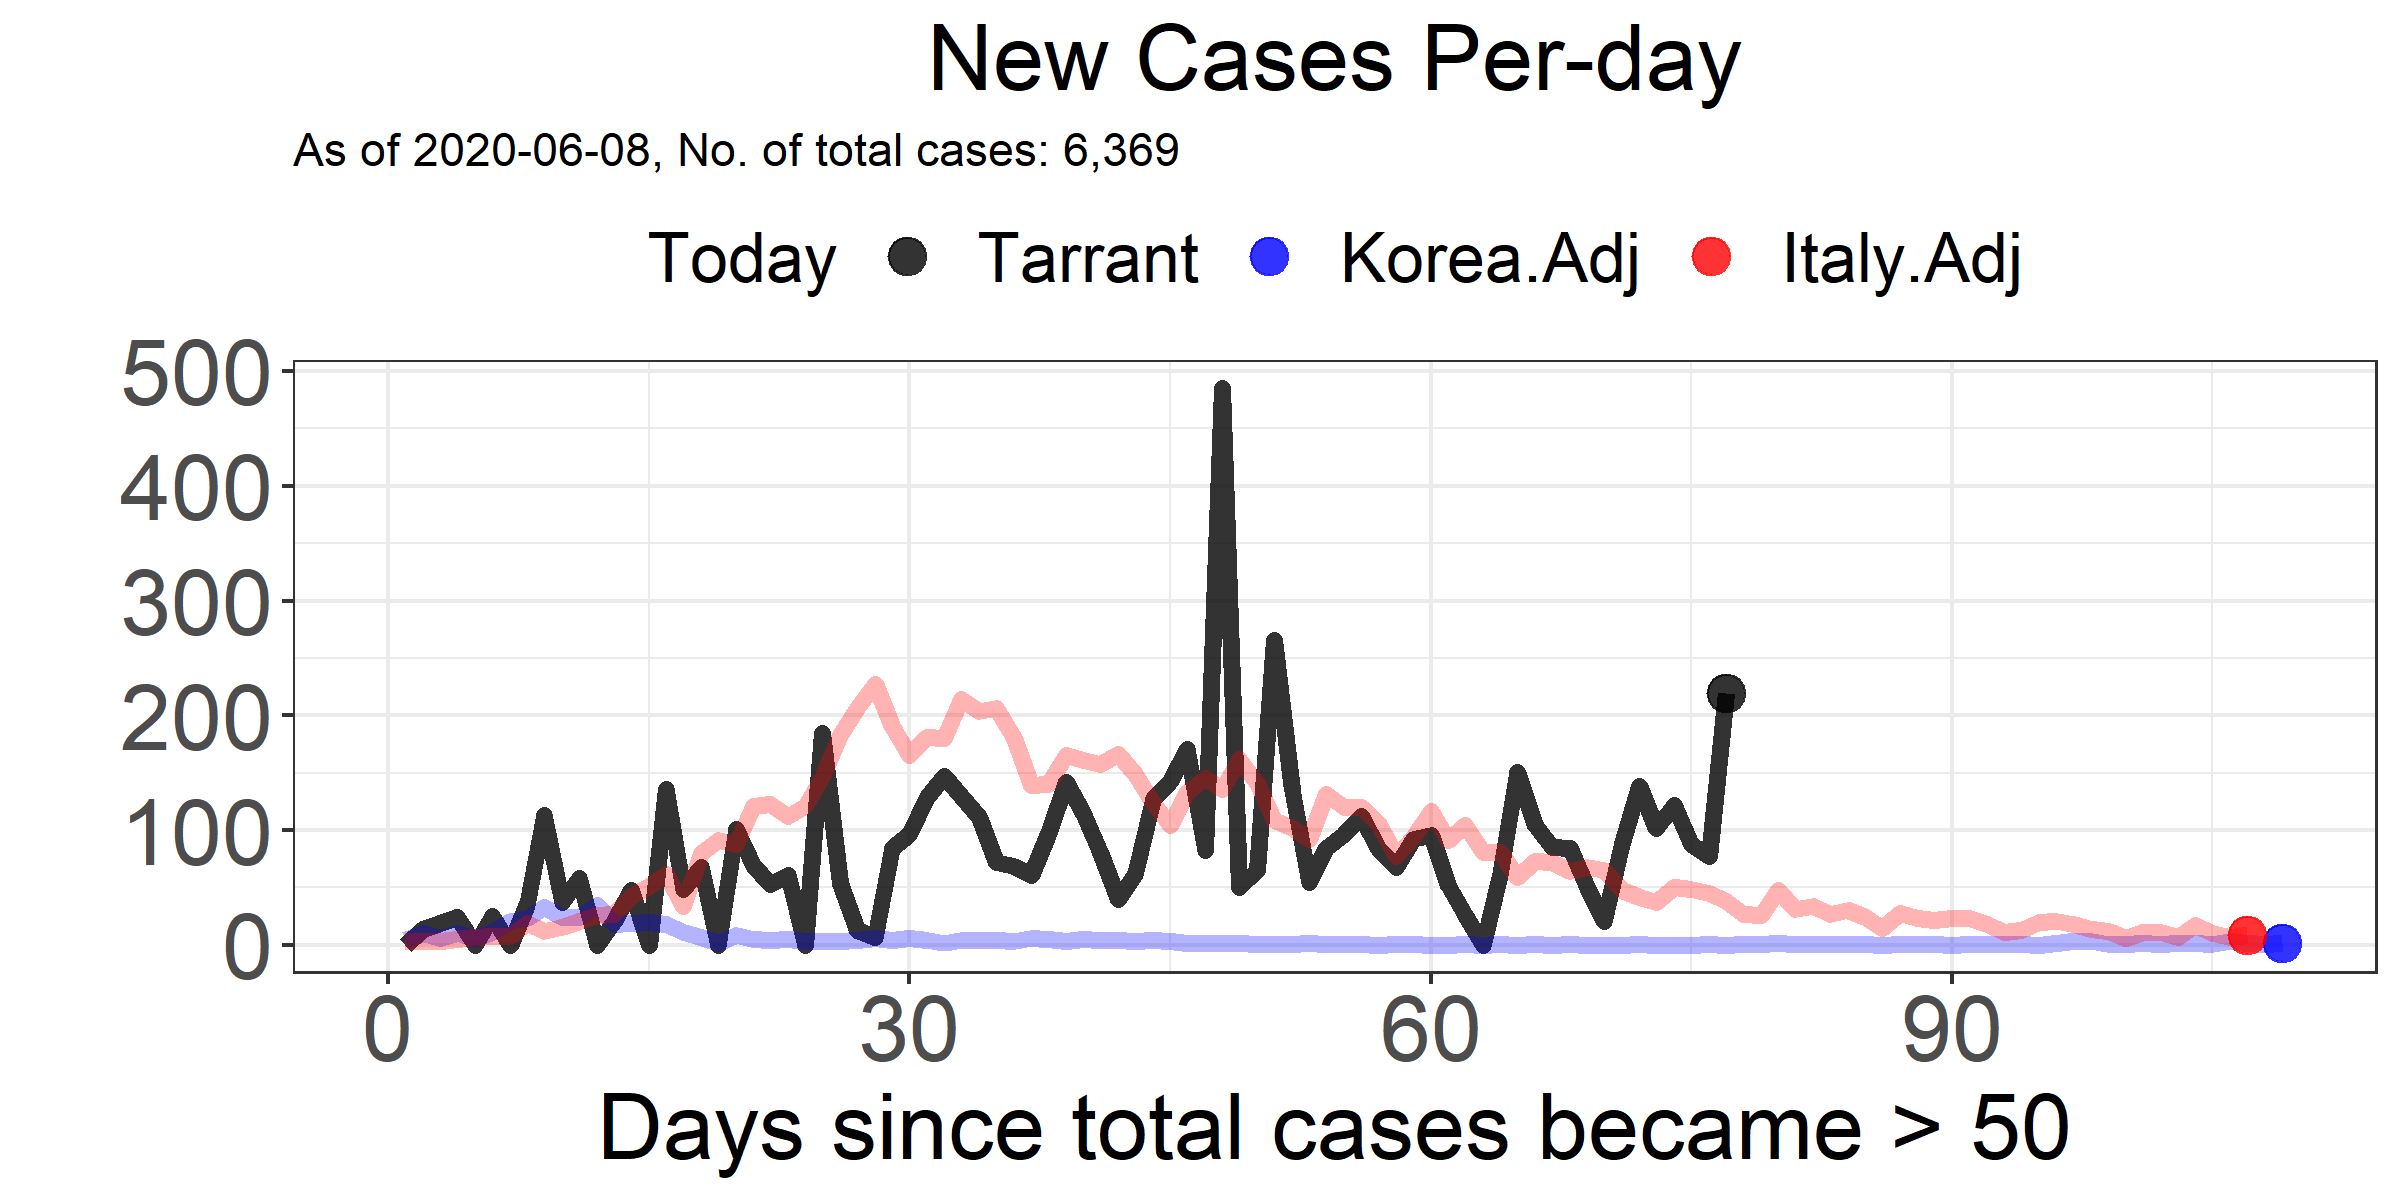 New Cases Per-day
As of 2020-06-08, No. of total cases: 6,369
Today Tarrant Korea.Adj Italy.Adj
500
400
300
200
100
0
0 30 60 90
Days since total cases became > 50